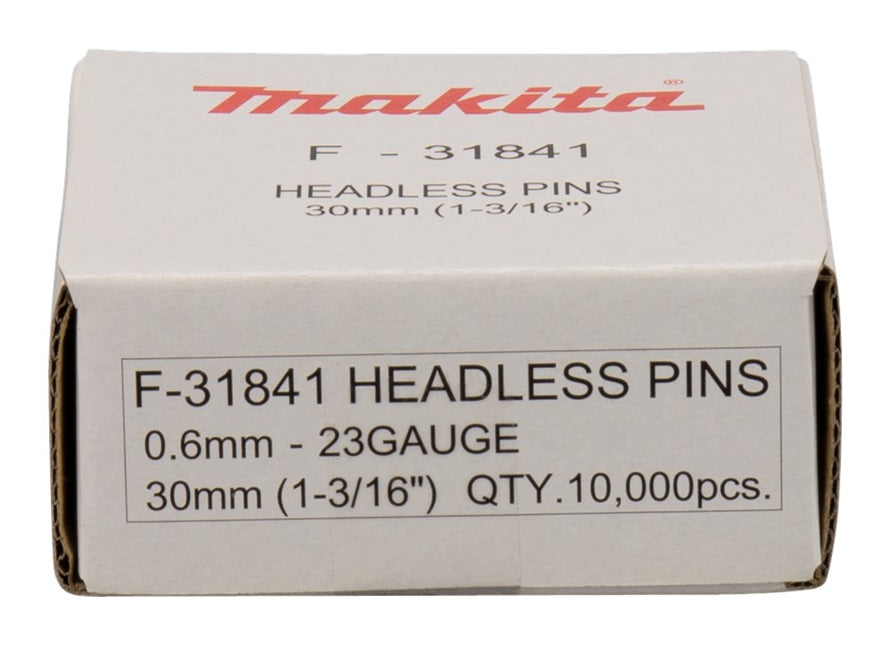 makita®
F - 31841
HEADLESS PINS
30mm (1-3/16")
F-31841 HEADLESS PINS
0.6mm - 23GAUGE
30mm (1-3/16") QTY.10,000pcs.